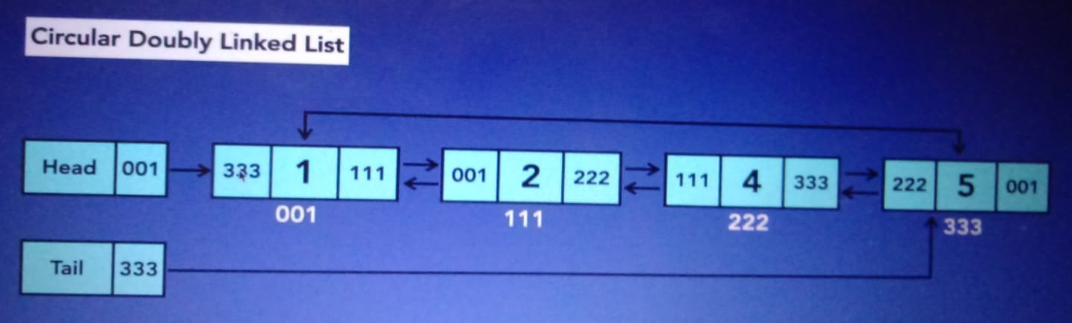 Circular Doubly Linked List
Head 001 333 1 111 001 2 222 111 4 333 222 5 001
001 111 222 333
Tail 333